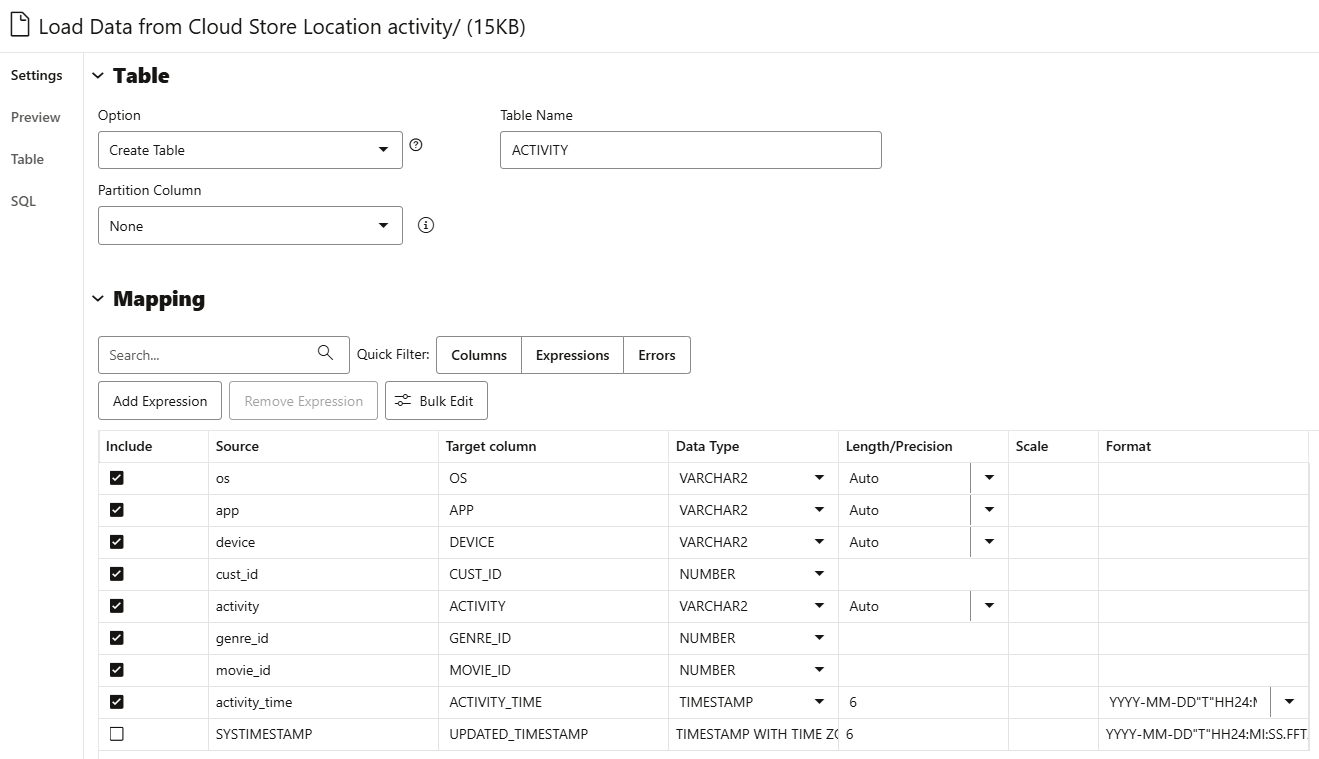 Load Data from Cloud Store Location activity/ (15KB)
Settings
Preview
Table
SQL
Table
Option
Table Name
Create Table
ACTIVITY
Partition Column
None
Mapping
Search...
Quick Filter:
Columns
Expressions
Errors
Add Expression
Remove Expression
Bulk Edit
Include Source Target column Data Type Length/Precision Scale Format
os OS VARCHAR2 Auto
app APP VARCHAR2 Auto
device DEVICE VARCHAR2 Auto
cust_id CUST_ID NUMBER
activity ACTIVITY VARCHAR2 Auto
genre_id GENRE_ID NUMBER
movie_id MOVIE_ID NUMBER
activity_time ACTIVITY_TIME TIMESTAMP 6 YYYY-MM-DD"T"HH24:M
SYSTIMESTAMP UPDATED_TIMESTAMP TIMESTAMP WITH TIME ZO 6 YYYY-MM-DD"T"HH24:MI:SS.FFT